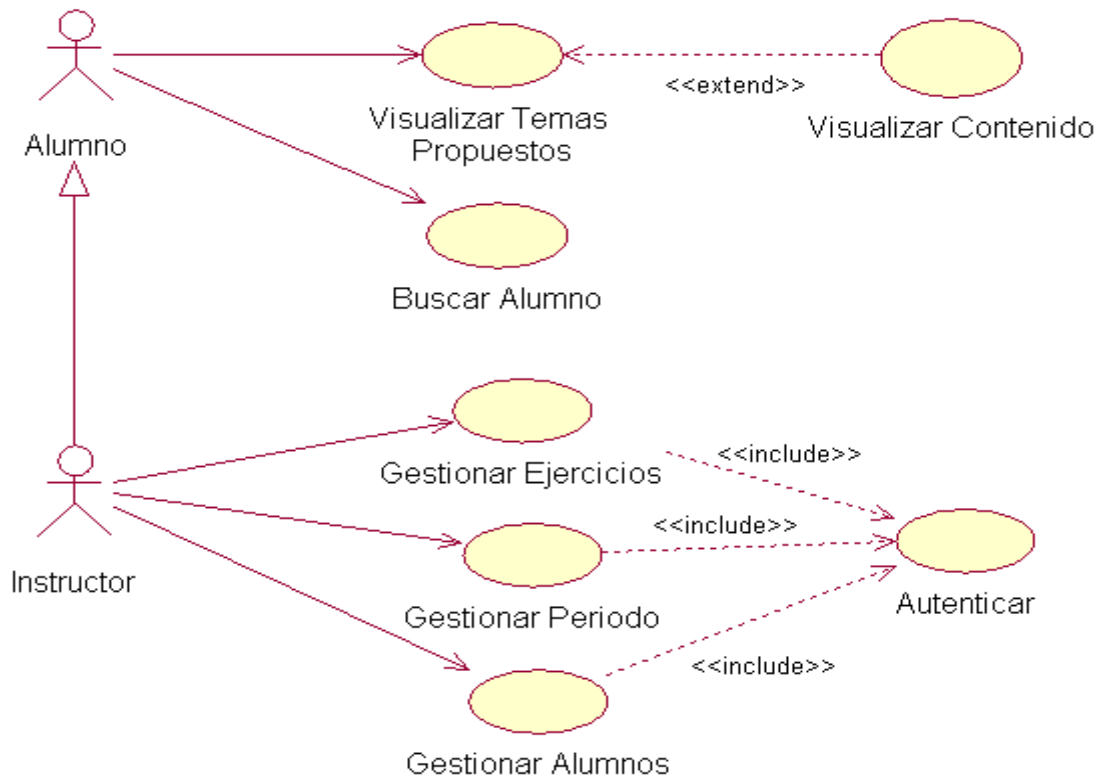 Alumno
Visualizar Temas
Propuestos
<<extend>>
Visualizar Contenido
Buscar Alumno
Gestionar Ejercicios
<<include>>
Instructor
Gestionar Periodo
<<include>>
Autenticar
<<include>>
Gestionar Alumnos